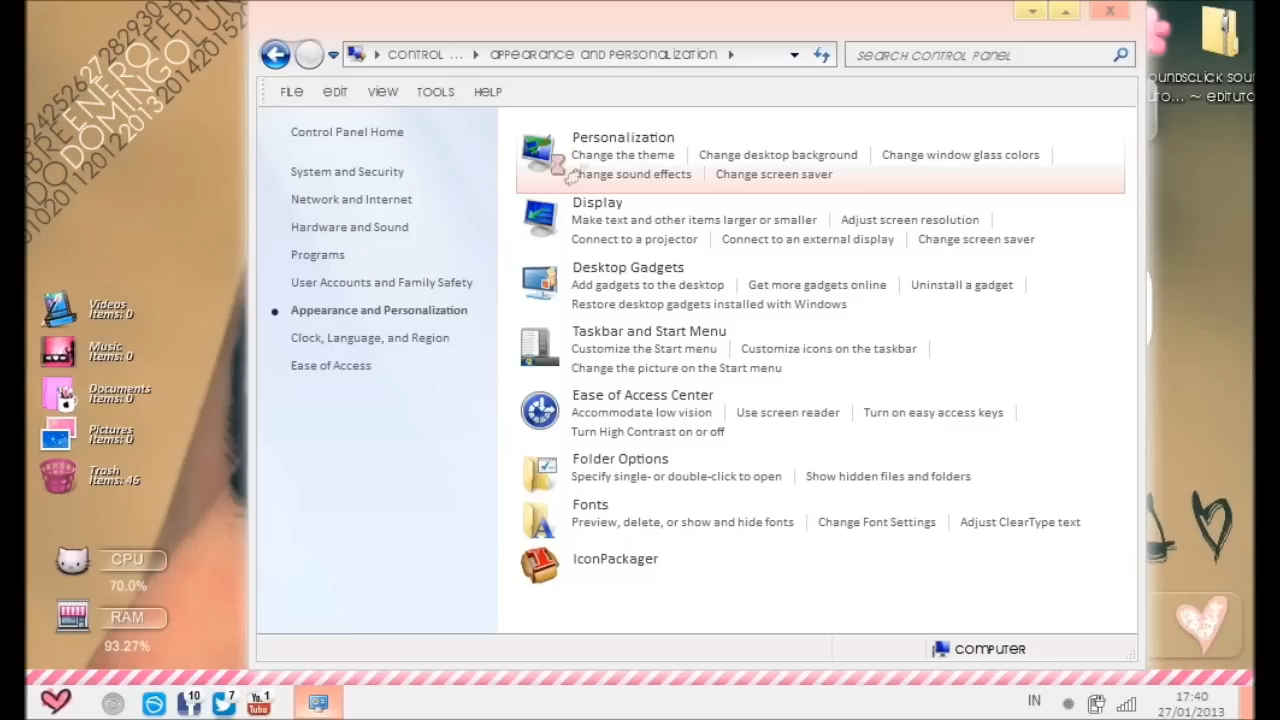 ENERO
DOMINGO
CONTROL ... appearance and personalization
SEARCH CONTROL PANEL
File edit view TOOLS HELP
Control Panel Home
System and Security
Network and Internet
Hardware and Sound
Programs
User Accounts and Family Safety
Appearance and Personalization
Clock, Language, and Region
Ease of Access
Personalization
Change the theme Change desktop background Change window glass colors
hange sound effects Change screen saver
Display
Make text and other items larger or smaller Adjust screen resolution
Connect to a projector Connect to an external display Change screen saver
Desktop Gadgets
Add gadgets to the desktop Get more gadgets online Uninstall a gadget
Restore desktop gadgets installed with Windows
Taskbar and Start Menu
Customize the Start menu Customize icons on the taskbar
Change the picture on the Start menu
Ease of Access Center
Accommodate low vision Use screen reader Turn on easy access keys
Turn High Contrast on or off
Folder Options
Specify single- or double-click to open Show hidden files and folders
Fonts
Preview, delete, or show and hide fonts Change Font Settings Adjust ClearType text
IconPackager
computer
Videos
Items: 0
Music
Items: 0
Documents
Items: 0
Pictures
Items: 0
Trash
Items: 46
CPU
70.0%
RAM
93.27%
10
7
Yo. 1
Tube
IN
17:40
27/01/2013